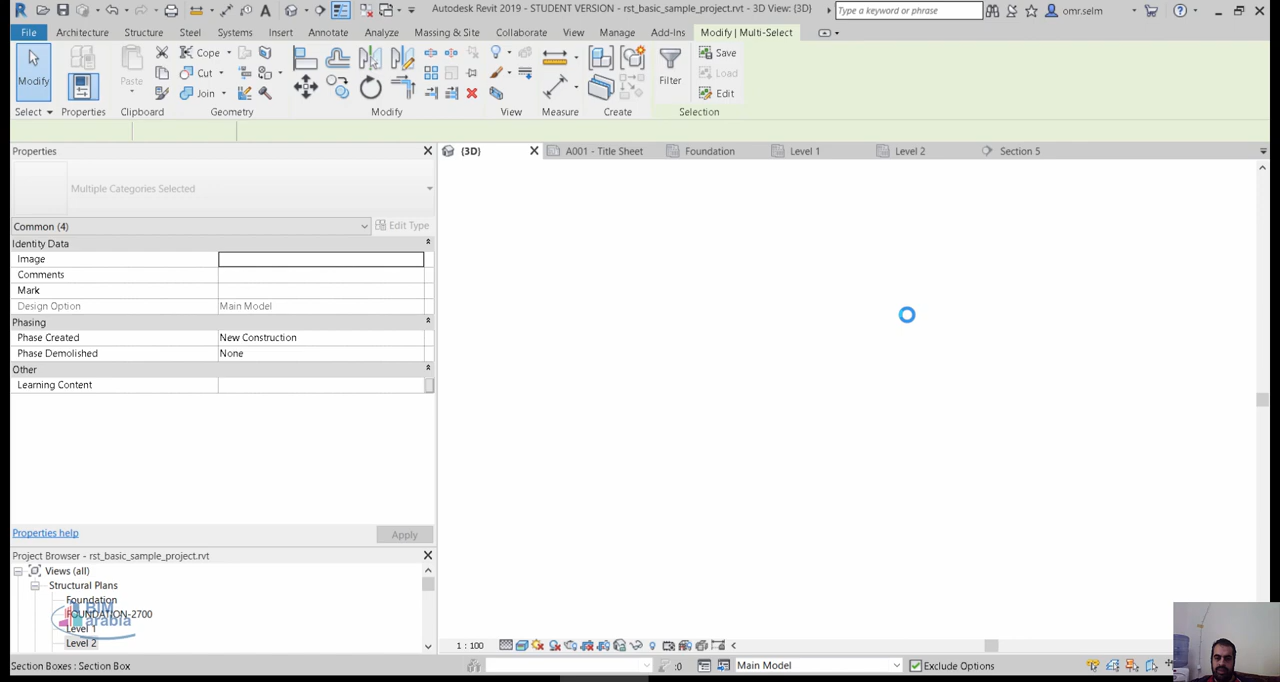 Autodesk Revit 2019 - STUDENT VERSION - rst_basic_sample_project.rvt - 3D View: {3D}
Type a keyword or phrase
omr.selm
File Architecture Structure Steel Systems Insert Annotate Analyze Massing & Site Collaborate View Manage Add-Ins Modify | Multi-Select
Modify
Paste
Cope
Cut
Join
Filter
Save
Load
Edit
Select Properties Clipboard Geometry Modify View Measure Create Selection
Properties
{3D} A001 - Title Sheet Foundation Level 1 Level 2 Section 5
Multiple Categories Selected
Common (4) Edit Type
Identity Data
Image
Comments
Mark
Design Option Main Model
Phasing
Phase Created New Construction
Phase Demolished None
Other
Learning Content
Properties help Apply
Project Browser - rst_basic_sample_project.rvt
Views (all)
Structural Plans
Foundation
FOUNDATION-2700
Level 1
Level 2
BIM
arabia
1 : 100
Section Boxes : Section Box :0 Main Model Exclude Options